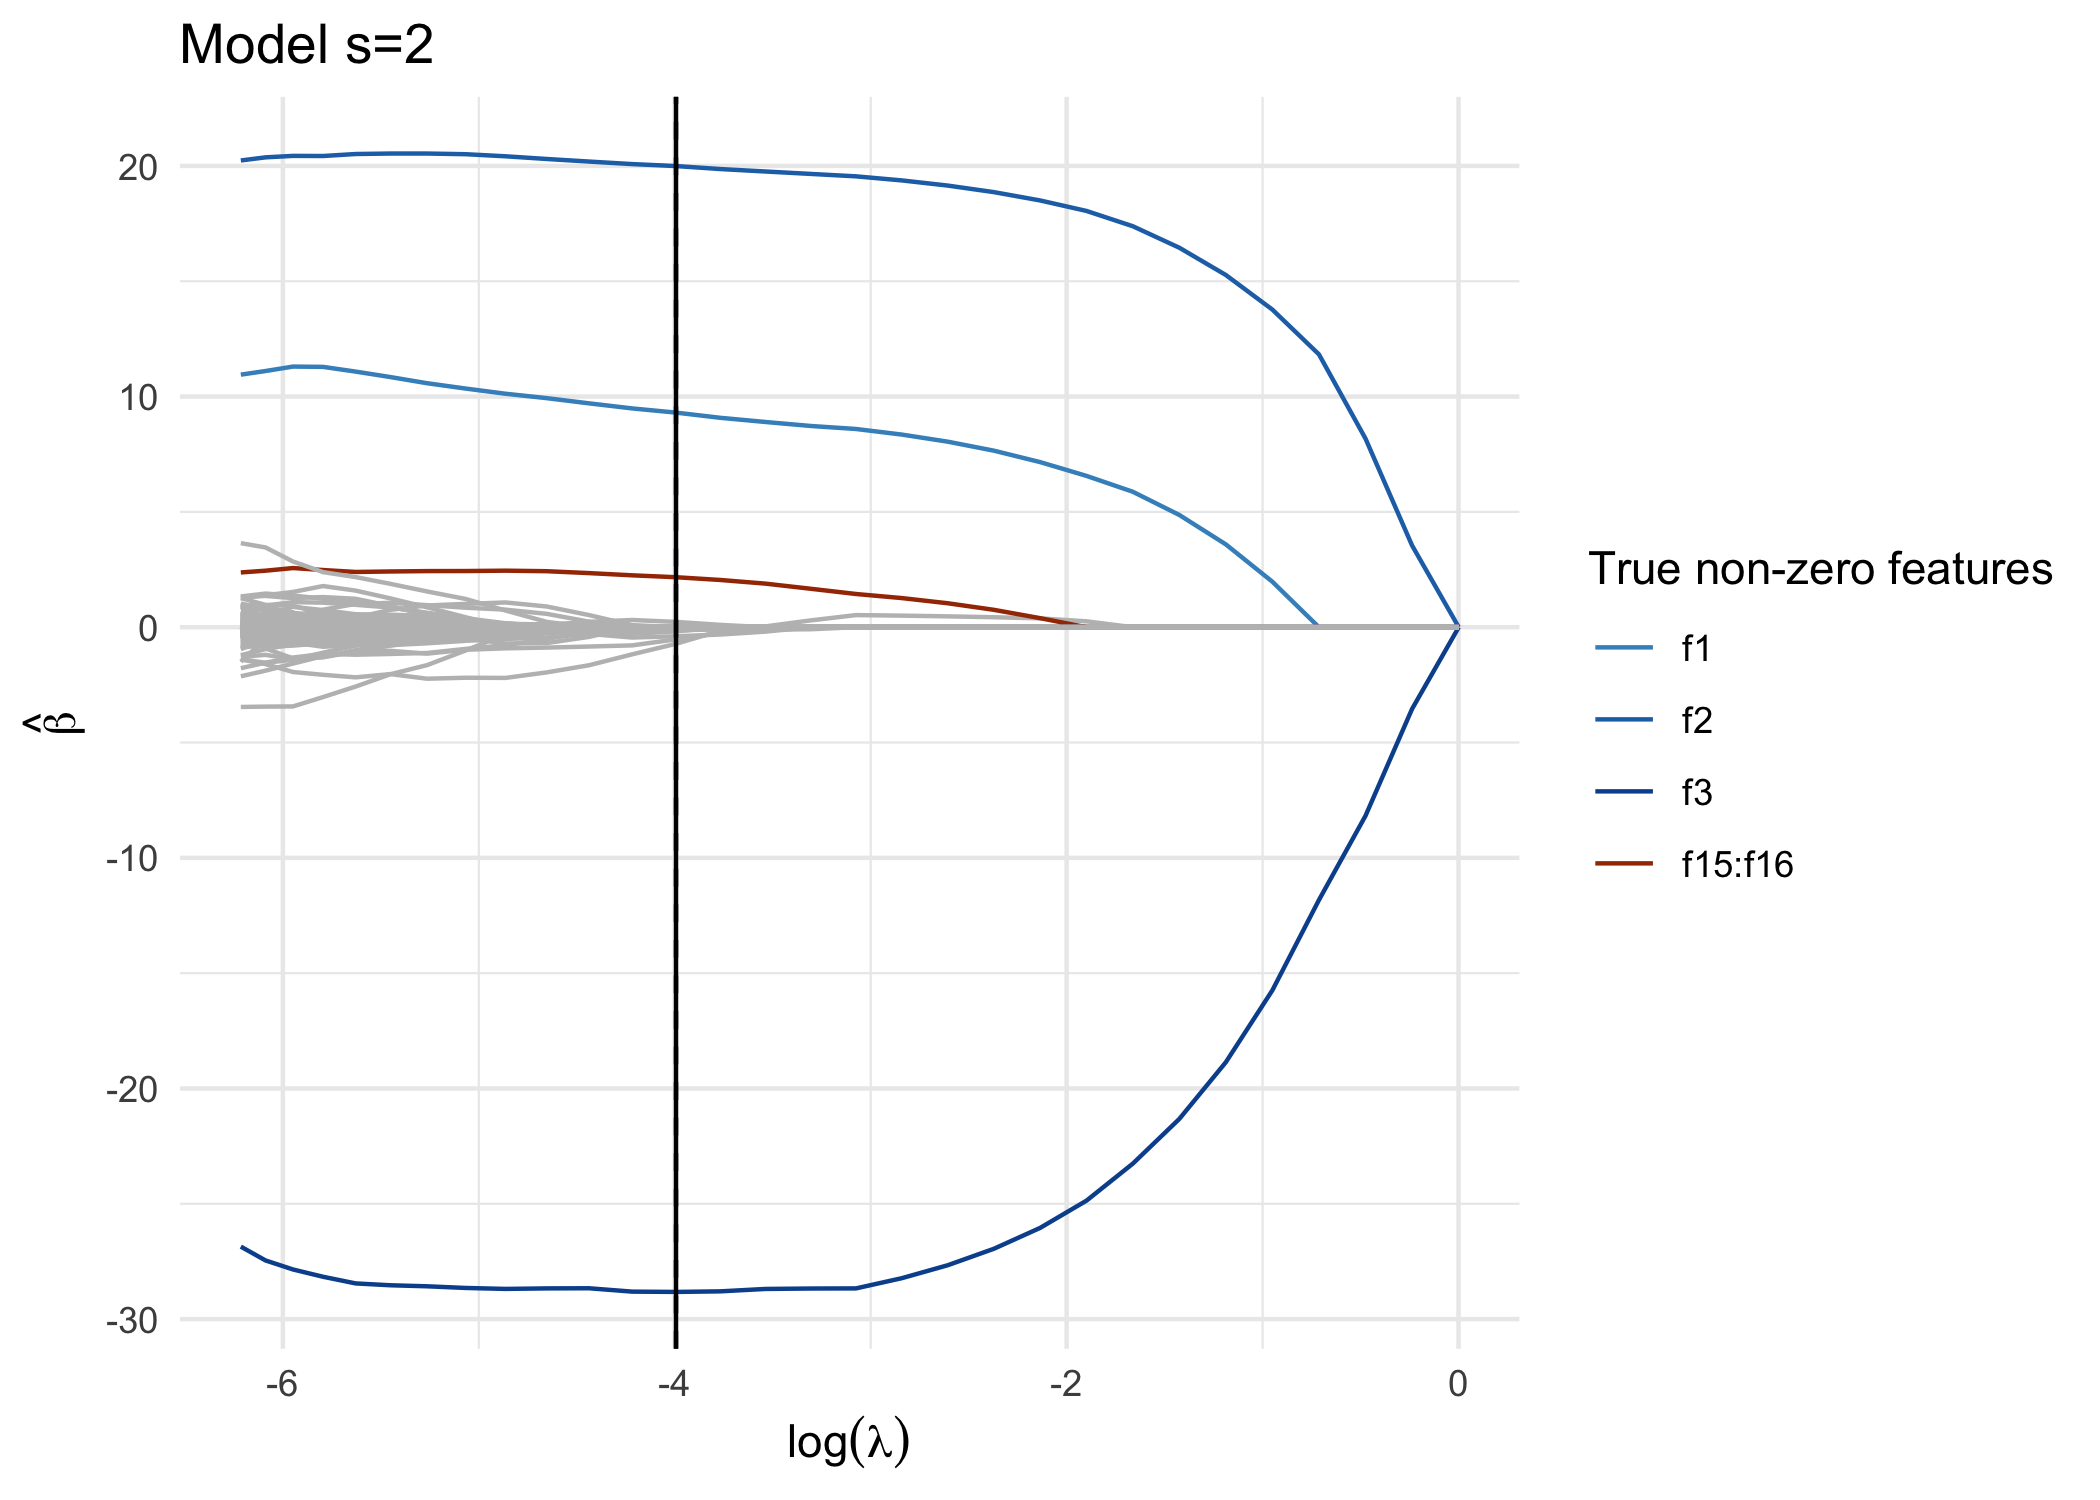 Model s=2
20
10
0
-10
-20
-30
β̂
-6
-4
-2
0
log(λ)
True non-zero features
f1
f2
f3
f15:f16